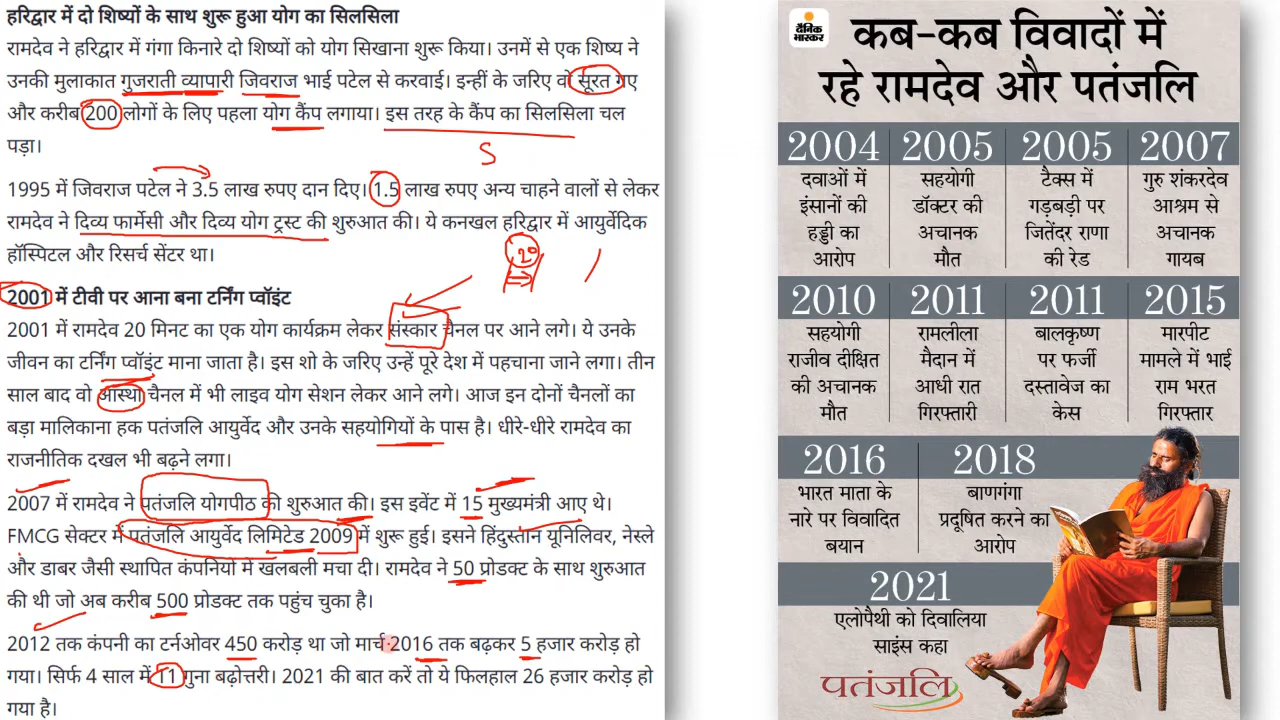 हरिद्वार में दो शिष्यों के साथ शुरू हुआ योग का सिलसिला
रामदेव ने हरिद्वार में गंगा किनारे दो शिष्यों को योग सिखाना शुरू किया। उनमें से एक शिष्य ने
उनकी मुलाकात गुजराती व्यापारी जिवराज भाई पटेल से करवाई। इन्हीं के जरिए वो सूरत गए
और करीब 200 लोगों के लिए पहला योग कैंप लगाया। इस तरह के कैंप का सिलसिला चल
पड़ा।
S
1995 में जिवराज पटेल ने 3.5 लाख रुपए दान दिए। 1.5 लाख रुपए अन्य चाहने वालों से लेकर
रामदेव ने दिव्य फार्मेसी और दिव्य योग ट्रस्ट की शुरुआत की। ये कनखल हरिद्वार में आयुर्वेदिक
हॉस्पिटल और रिसर्च सेंटर था।
20
2001 में टीवी पर आना बना टर्निंग प्वॉइंट
2001 में रामदेव 20 मिनट का एक योग कार्यक्रम लेकर संस्कार चैनल पर आने लगे। ये उनके
जीवन का टर्निंग प्वॉइंट माना जाता है। इस शो के जरिए उन्हें पूरे देश में पहचाना जाने लगा। तीन
साल बाद वो आस्था चैनल में भी लाइव योग सेशन लेकर आने लगे। आज इन दोनों चैनलों का
बड़ा मालिकाना हक पतंजलि आयुर्वेद और उनके सहयोगियों के पास है। धीरे-धीरे रामदेव का
राजनीतिक दखल भी बढ़ने लगा।
2007 में रामदेव ने पतंजलि योगपीठ की शुरुआत की। इस इवेंट में 15 मुख्यमंत्री आए थे।
FMCG सेक्टर में पतंजलि आयुर्वेद लिमिटेड 2009 में शुरू हुई। इसने हिंदुस्तान यूनिलिवर, नेस्ले
और डाबर जैसी स्थापित कंपनियों में खलबली मचा दी। रामदेव ने 50 प्रोडक्ट के साथ शुरुआत
की थी जो अब करीब 500 प्रोडक्ट तक पहुंच चुका है।
2012 तक कंपनी का टर्नओवर 450 करोड़ था जो मार्च 2016 तक बढ़कर 5 हजार करोड़ हो
गया। सिर्फ 4 साल में 11 गुना बढ़ोत्तरी। 2021 की बात करें तो ये फिलहाल 26 हजार करोड़ हो
गया है।
दैनिक
भास्कर
कब-कब विवादों में
रहे रामदेव और पतंजलि
2004
दवाओं में
इंसानों की
हड्डी का
आरोप
2005
सहयोगी
डॉक्टर की
अचानक
मौत
2005
टैक्स में
गड़बड़ी पर
जितेंदर राणा
की रेड
2007
गुरु शंकरदेव
आश्रम से
अचानक
गायब
2010
सहयोगी
राजीव दीक्षित
की अचानक
मौत
2011
रामलीला
मैदान में
आधी रात
गिरफ्तारी
2011
बालकृष्ण
पर फर्जी
दस्तावेज का
केस
2015
मारपीट
मामले में भाई
राम भरत
गिरफ्तार
2016
भारत माता के
नारे पर विवादित
बयान
2018
बाणगंगा
प्रदूषित करने का
आरोप
2021
एलोपैथी को दिवालिया
साइंस कहा
पतंजलि